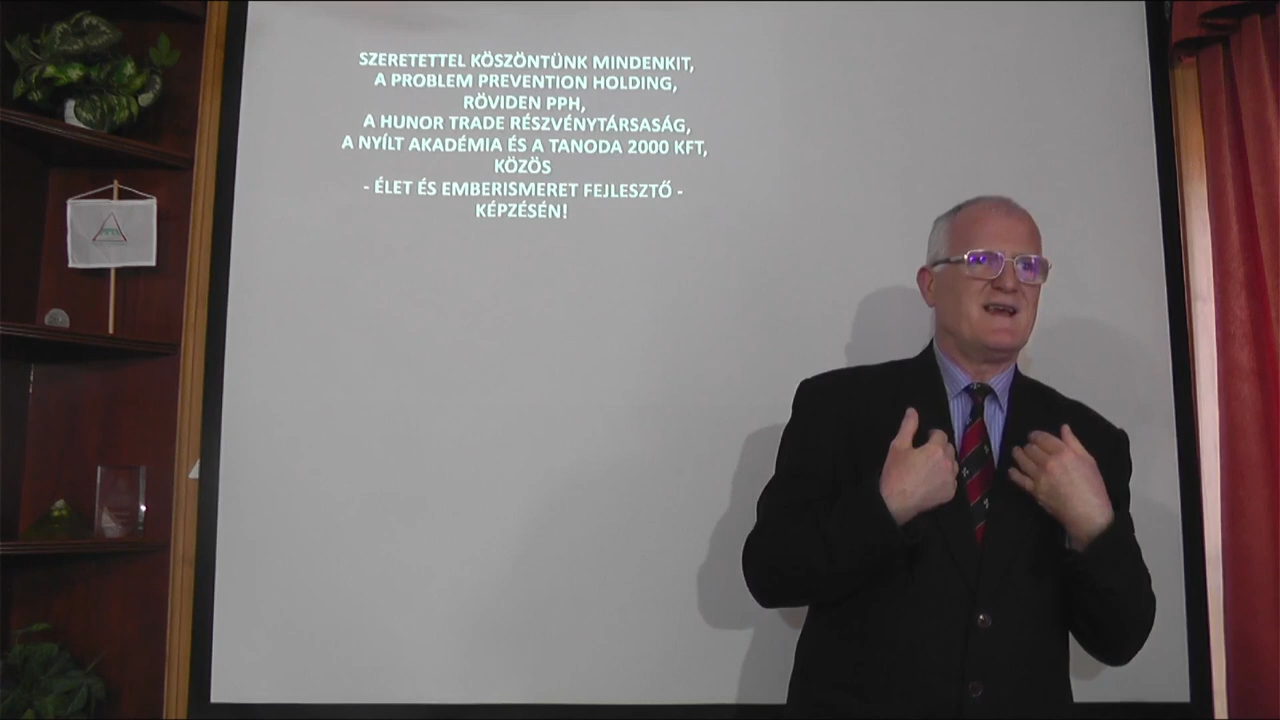 SZERETETTEL KÖSZÖNTÜNK MINDENKIT,
A PROBLEM PREVENTION HOLDING,
RÖVIDEN PPH,
A HUNOR TRADE RÉSZVÉNYTÁRSASÁG,
A NYÍLT AKADÉMIA ÉS A TANODA 2000 KFT,
KÖZÖS
- ÉLET ÉS EMBERISMERET FEJLESZTŐ -
KÉPZÉSÉN!